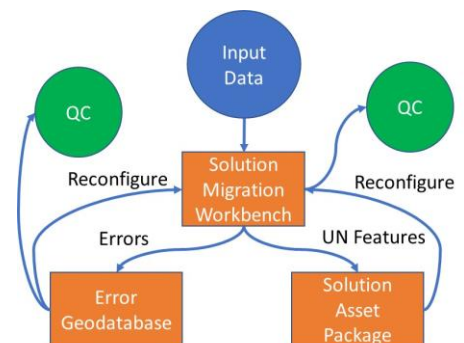 Input
Data
QC
QC
Solution
Migration
Workbench
Reconfigure
Reconfigure
Errors
UN Features
Error
Geodatabase
Solution
Asset
Package